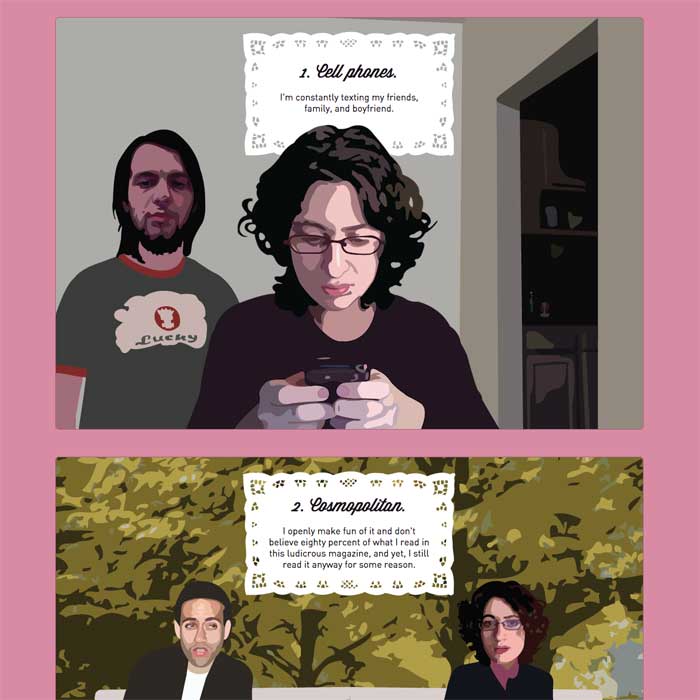 1. Cell phones.
I'm constantly texting my friends,
family, and boyfriend.
Lucky
2. Cosmopolitan.
I openly make fun of it and don't
believe eighty percent of what I read in
this ludicrous magazine, and yet, I still
read it anyway for some reason.